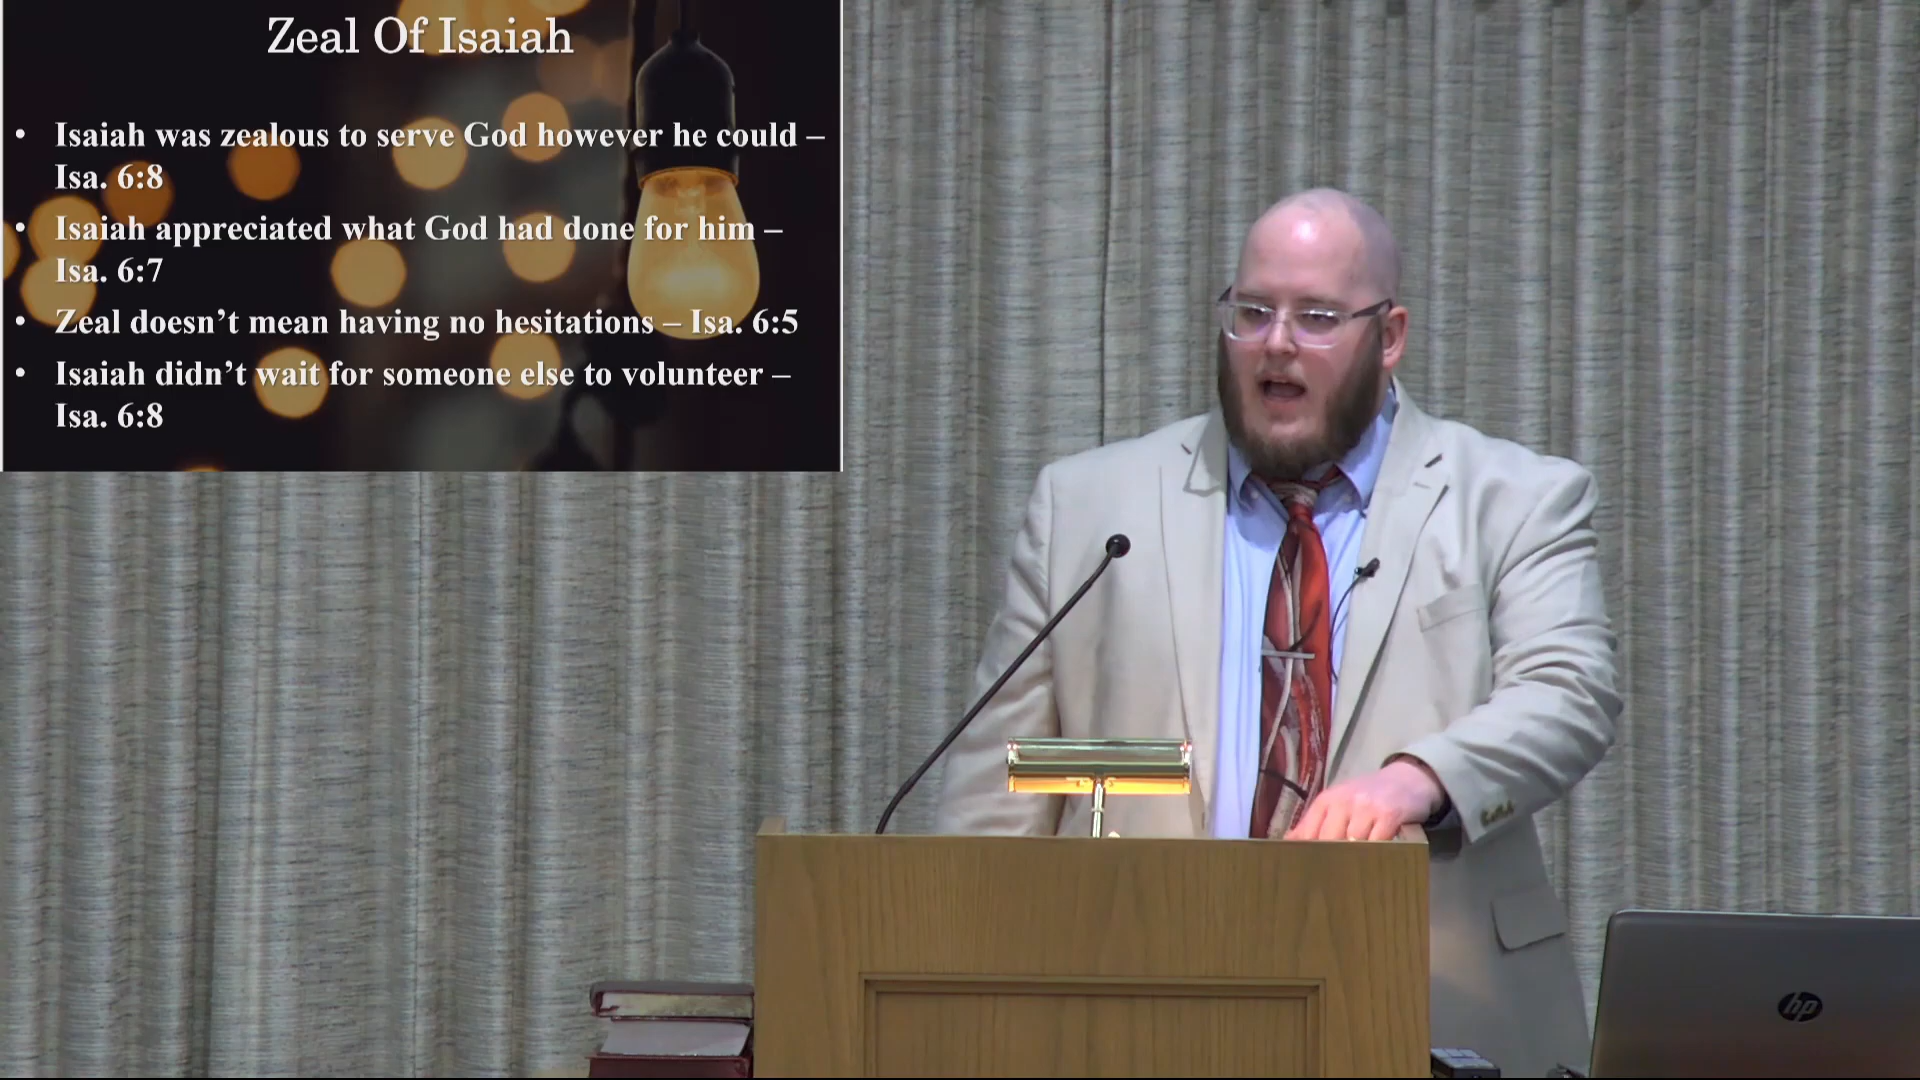 Zeal Of Isaiah
• Isaiah was zealous to serve God however he could –
Isa. 6:8
• Isaiah appreciated what God had done for him –
Isa. 6:7
• Zeal doesn’t mean having no hesitations – Isa. 6:5
• Isaiah didn’t wait for someone else to volunteer –
Isa. 6:8
hp